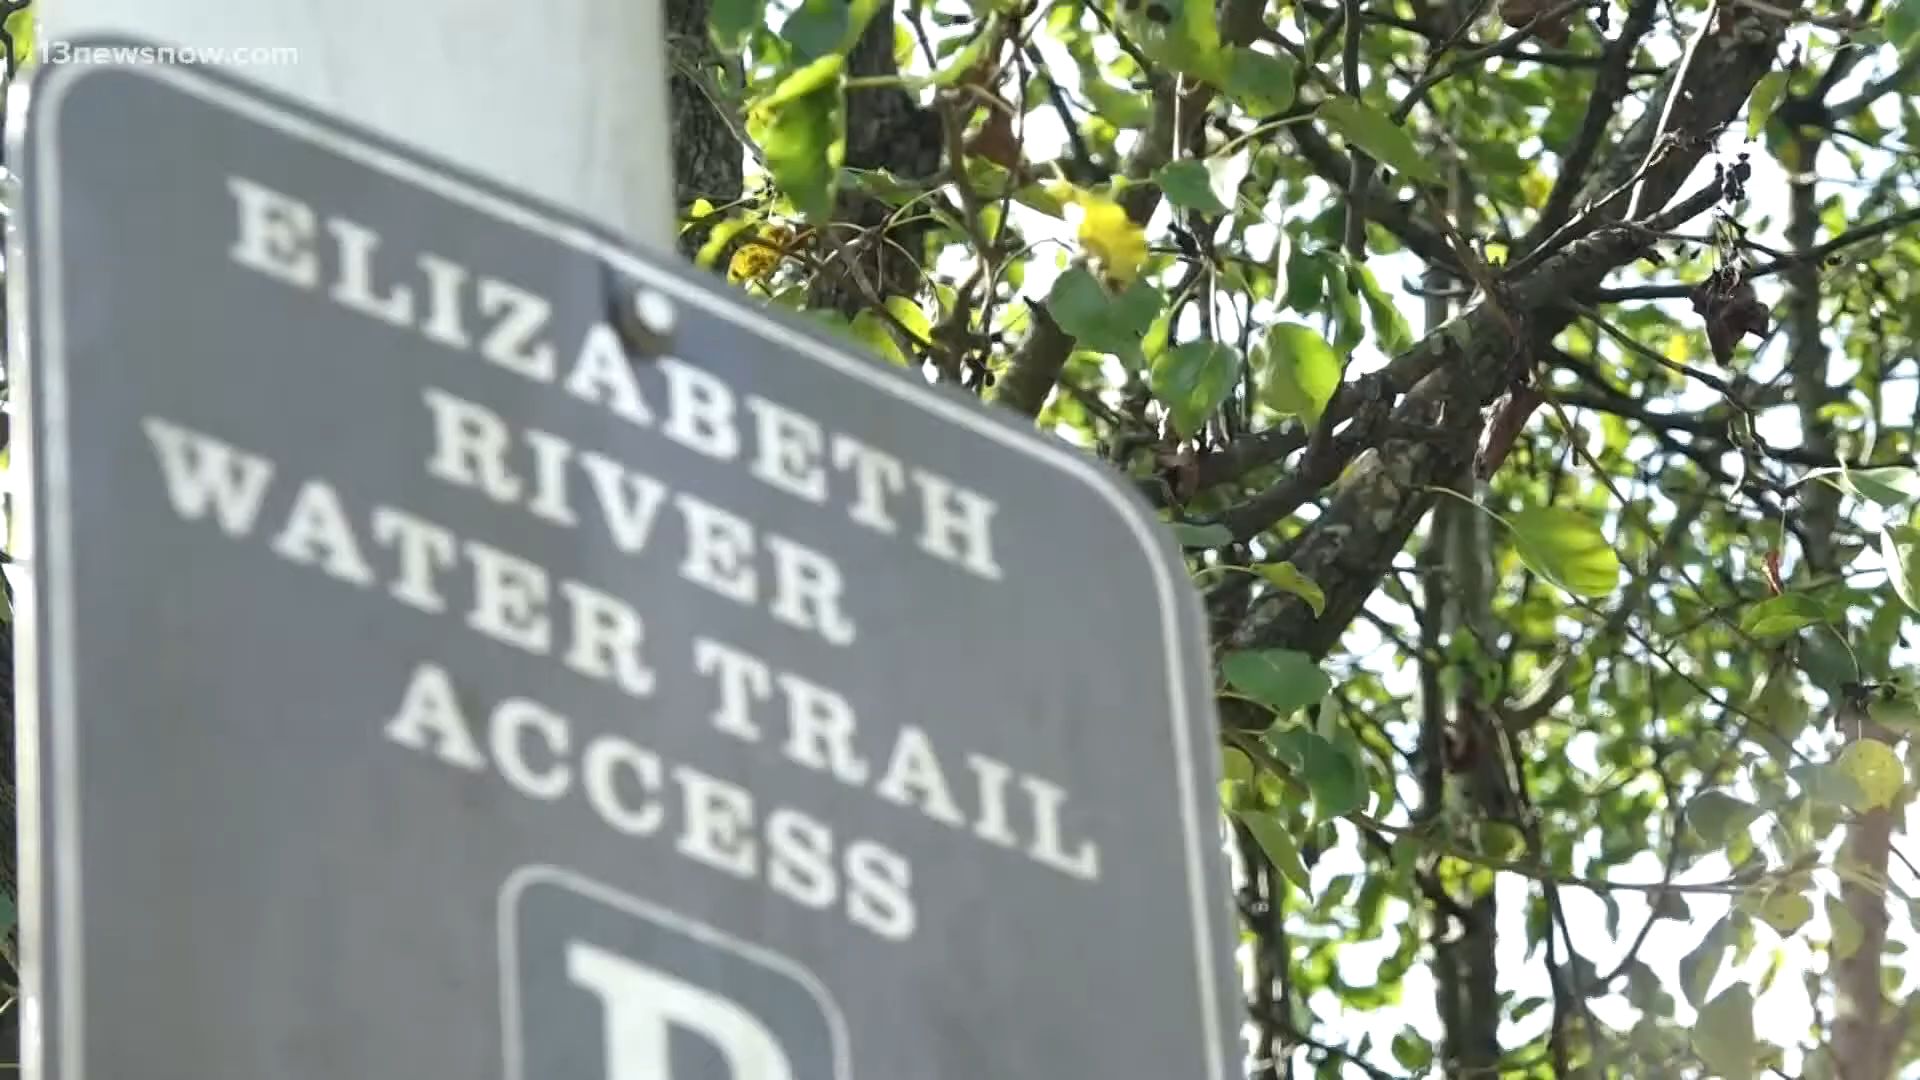 13newsnow.com
ELIZABETH
RIVER
WATER TRAIL
ACCESS